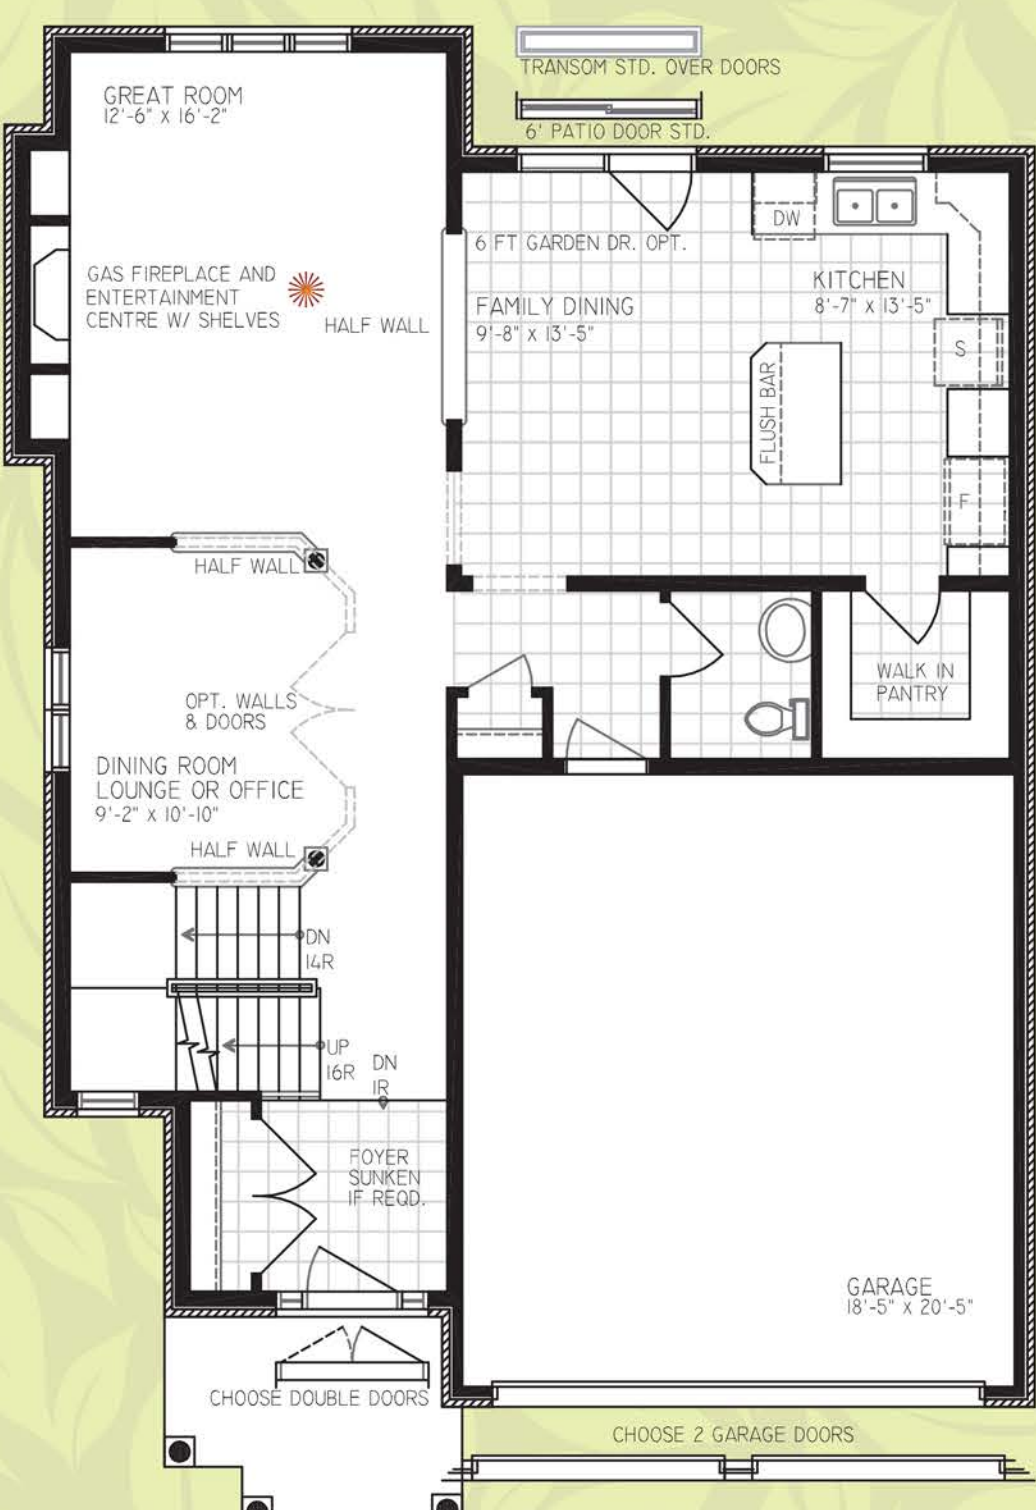 TRANSOM STD. OVER DOORS
6' PATIO DOOR STD.
GREAT ROOM
12'-6" X 16'-2"
GAS FIREPLACE AND
ENTERTAINMENT
CENTRE W/ SHELVES
HALF WALL
6 FT GARDEN DR. OPT.
FAMILY DINING
9'-8" X 13'-5"
DW
KITCHEN
8'-7" X 13'-5"
S
FLUSH BAR
F
HALF WALL
OPT. WALLS
& DOORS
DINING ROOM
LOUNGE OR OFFICE
9'-2" X 10'-10"
HALF WALL
WALK IN
PANTRY
DN
14R
UP
16R
DN
1R
FOYER
SUNKEN
IF REQD.
GARAGE
18'-5" X 20'-5"
CHOOSE DOUBLE DOORS
CHOOSE 2 GARAGE DOORS